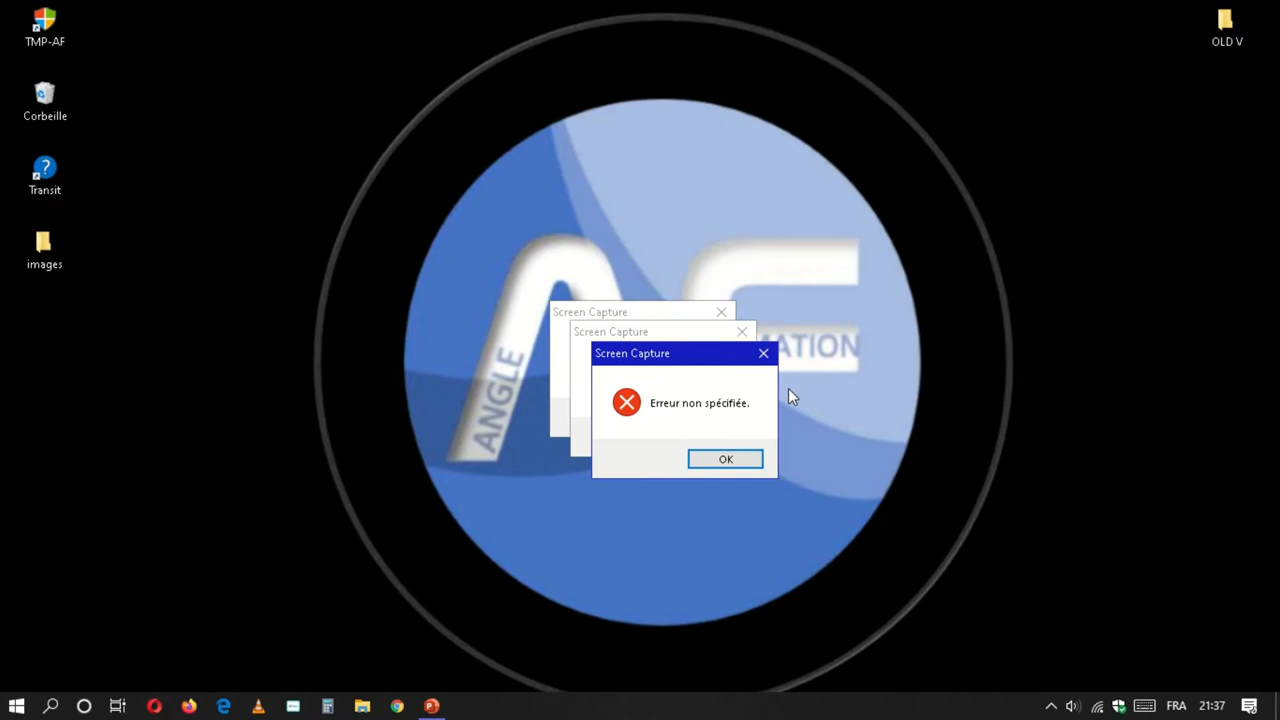 TMP-AF
Corbeille
Transit
images
OLD V
ANGLE
MATION
Screen Capture
Screen Capture
Screen Capture
Erreur non spécifiée.
OK
FRA
21:37